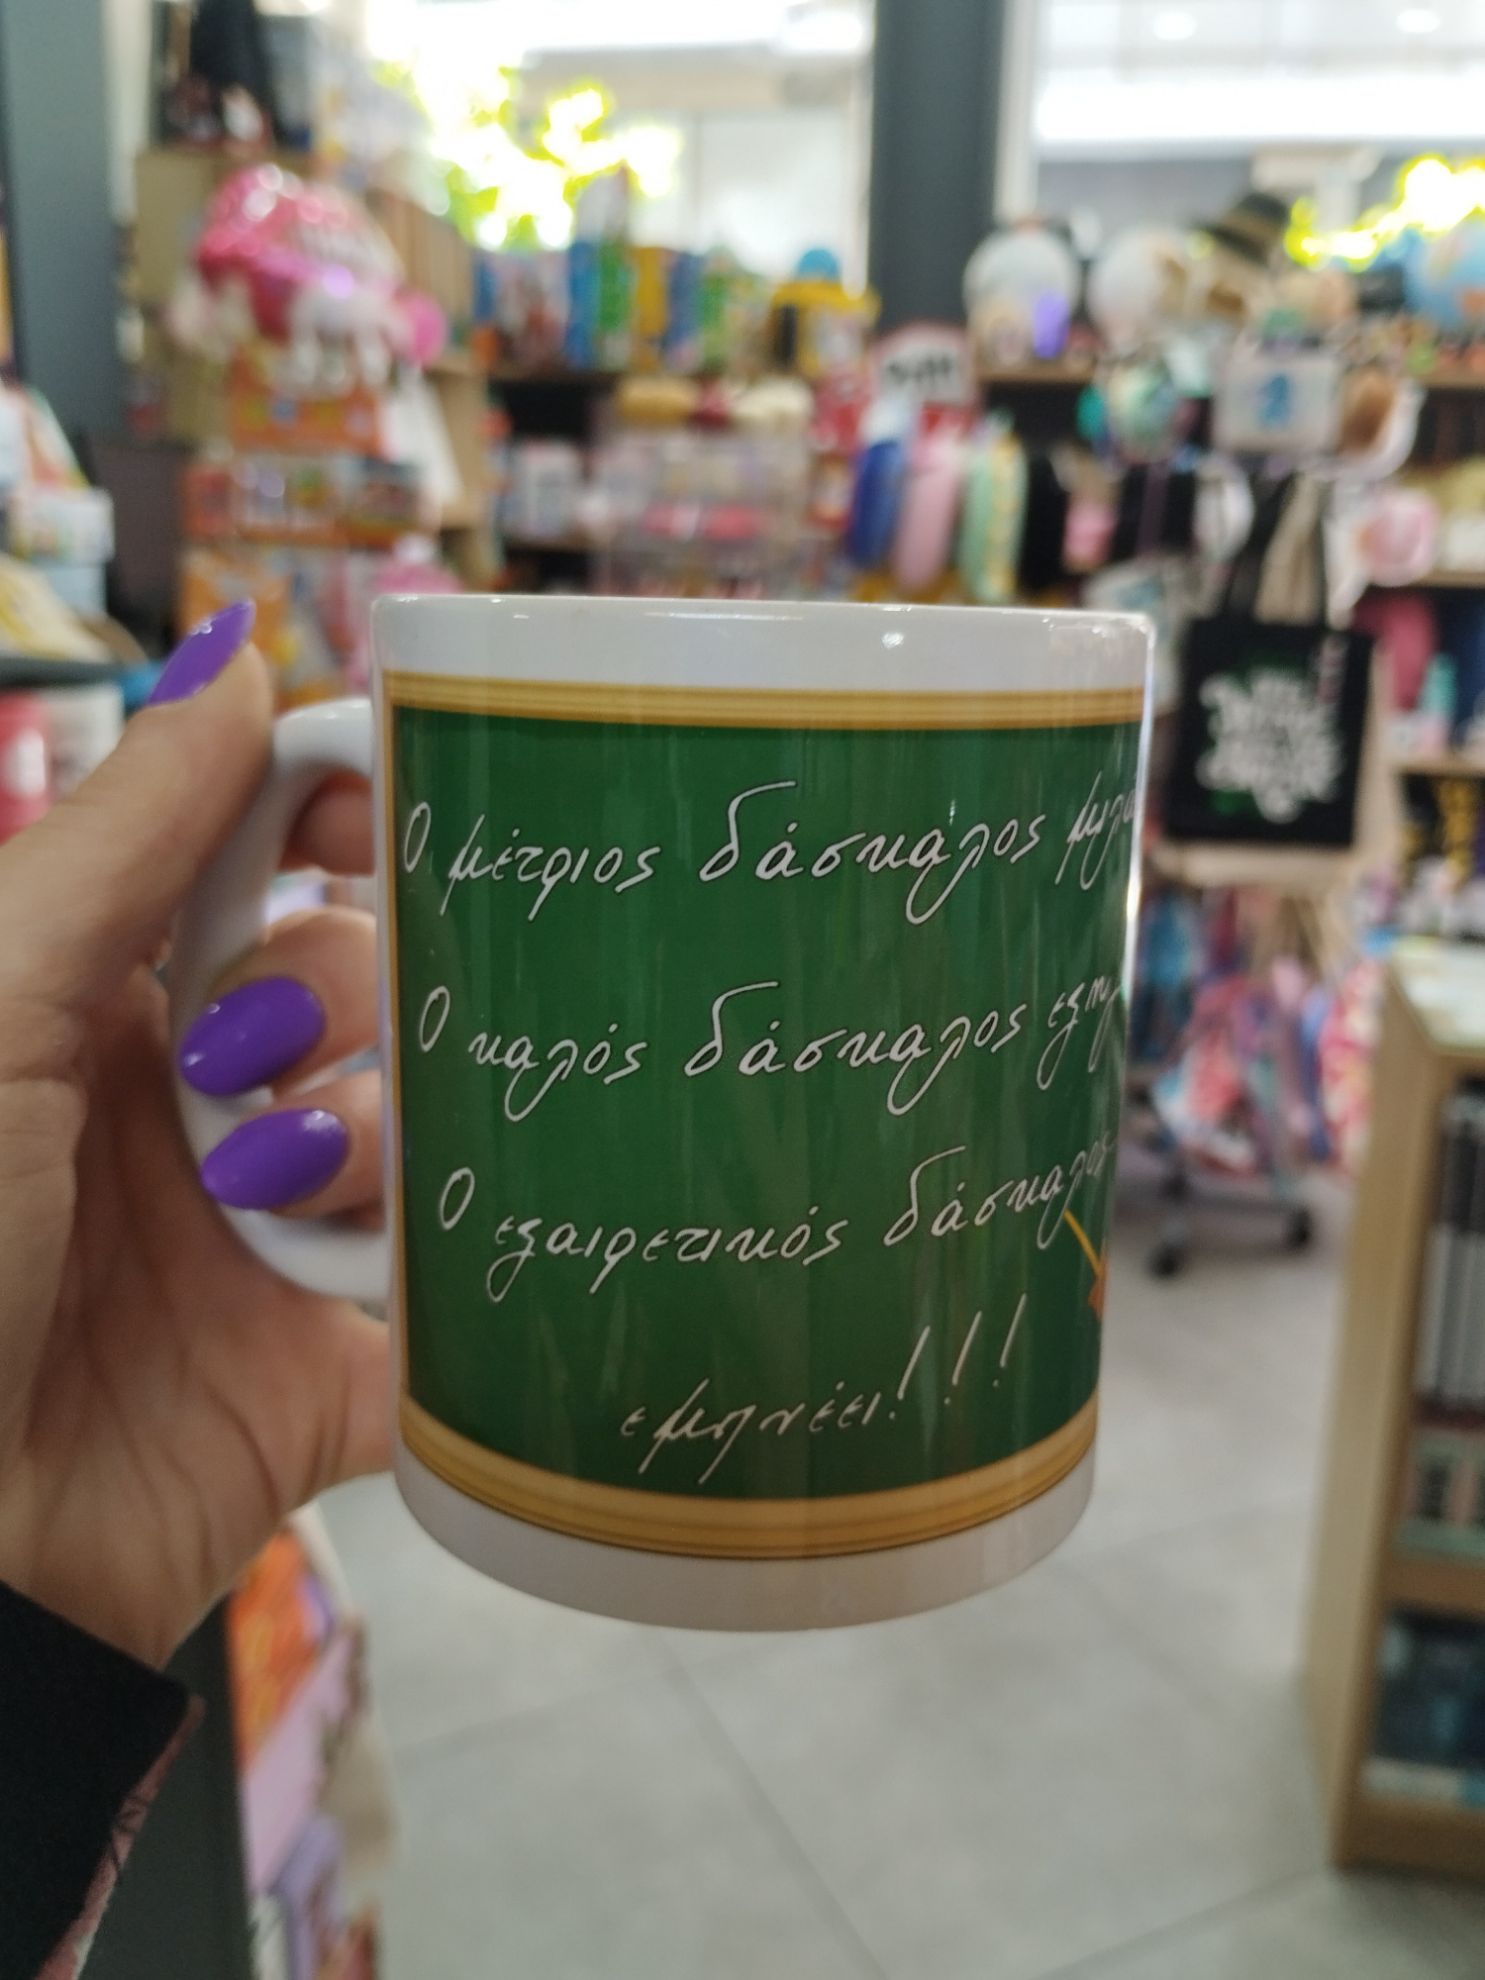 Ο μέτριος δάσκαλος
Ο καλός δάσκαλος
Ο εξαιρετικός δάσκαλος
εμπνέει!!!